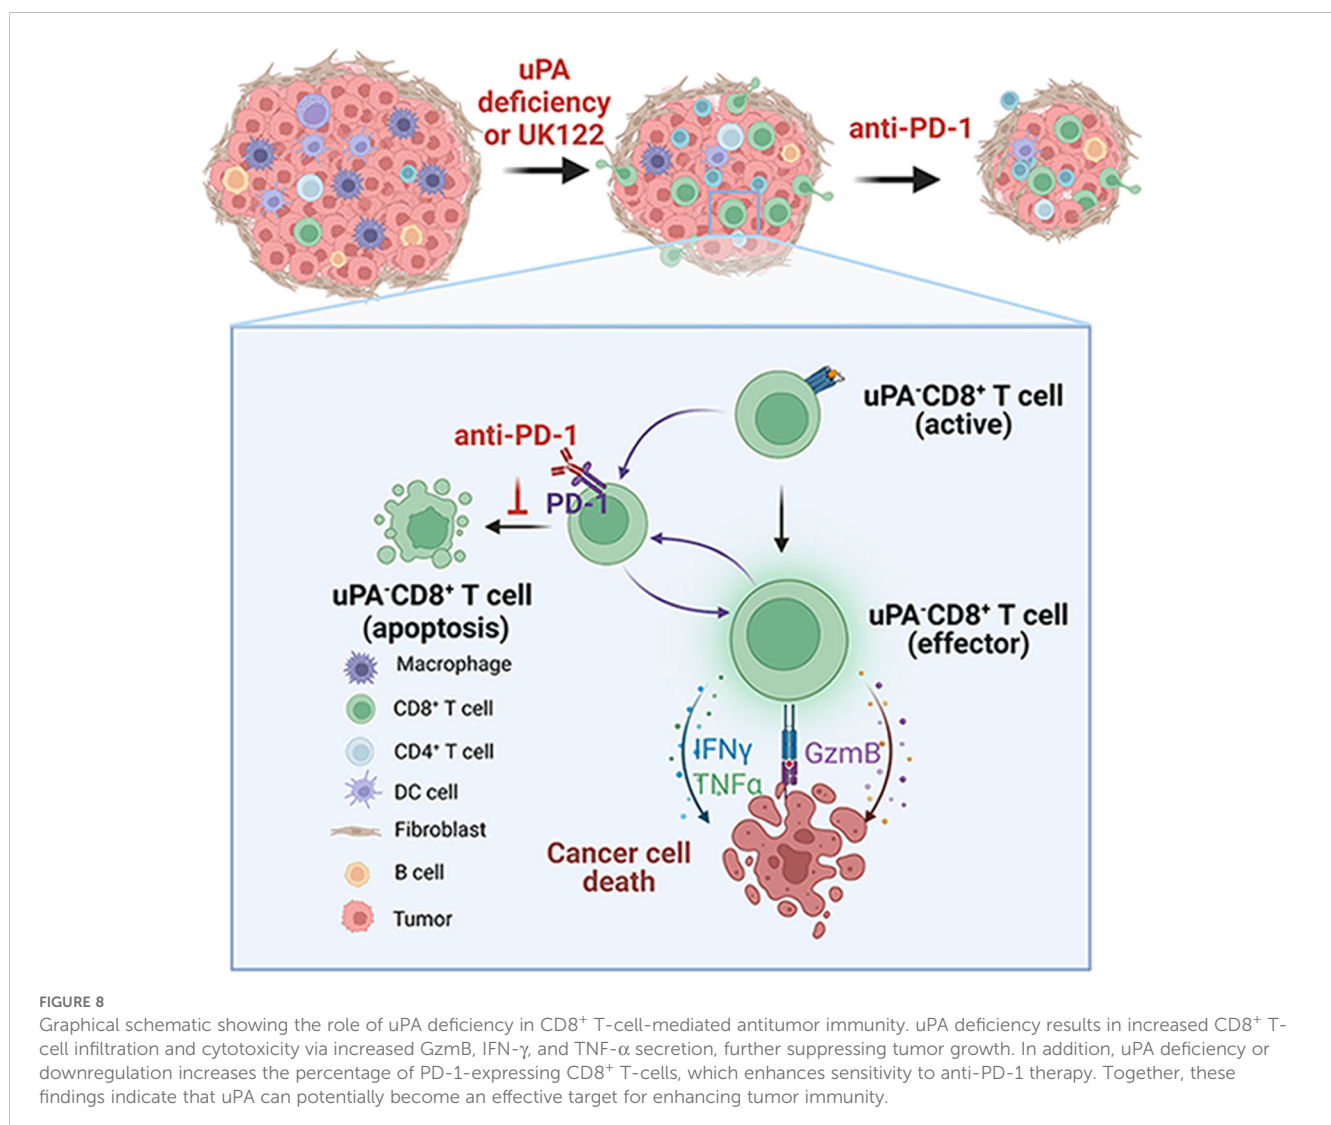 uPA
deficiency
or UK122
anti-PD-1
uPA⁻CD8⁺ T cell
(active)
anti-PD-1
PD-1
uPA⁻CD8⁺ T cell
(apoptosis)
uPA⁻CD8⁺ T cell
(effector)
Macrophage
CD8⁺ T cell
CD4⁺ T cell
DC cell
Fibroblast
B cell
Tumor
IFNγ
TNFα
GzmB
Cancer cell
death
FIGURE 8
Graphical schematic showing the role of uPA deficiency in CD8⁺ T-cell-mediated antitumor immunity. uPA deficiency results in increased CD8⁺ T-
cell infiltration and cytotoxicity via increased GzmB, IFN-γ, and TNF-α secretion, further suppressing tumor growth. In addition, uPA deficiency or
downregulation increases the percentage of PD-1-expressing CD8⁺ T-cells, which enhances sensitivity to anti-PD-1 therapy. Together, these
findings indicate that uPA can potentially become an effective target for enhancing tumor immunity.